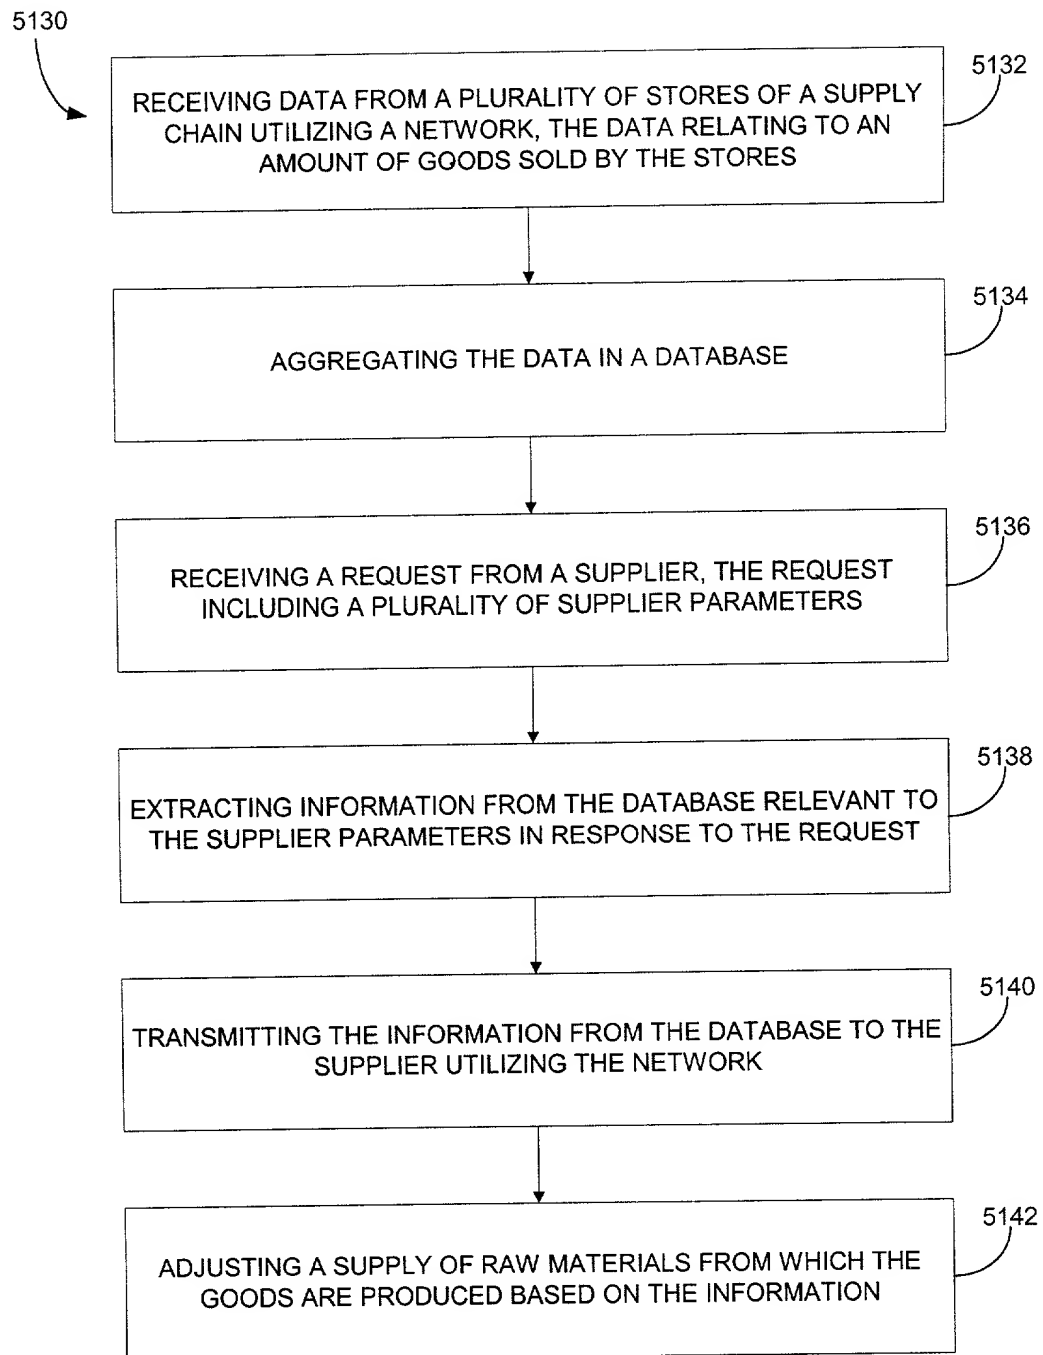 5130
5132
RECEIVING DATA FROM A PLURALITY OF STORES OF A SUPPLY
CHAIN UTILIZING A NETWORK, THE DATA RELATING TO AN
AMOUNT OF GOODS SOLD BY THE STORES
5134
AGGREGATING THE DATA IN A DATABASE
5136
RECEIVING A REQUEST FROM A SUPPLIER, THE REQUEST
INCLUDING A PLURALITY OF SUPPLIER PARAMETERS
5138
EXTRACTING INFORMATION FROM THE DATABASE RELEVANT TO
THE SUPPLIER PARAMETERS IN RESPONSE TO THE REQUEST
5140
TRANSMITTING THE INFORMATION FROM THE DATABASE TO THE
SUPPLIER UTILIZING THE NETWORK
5142
ADJUSTING A SUPPLY OF RAW MATERIALS FROM WHICH THE
GOODS ARE PRODUCED BASED ON THE INFORMATION